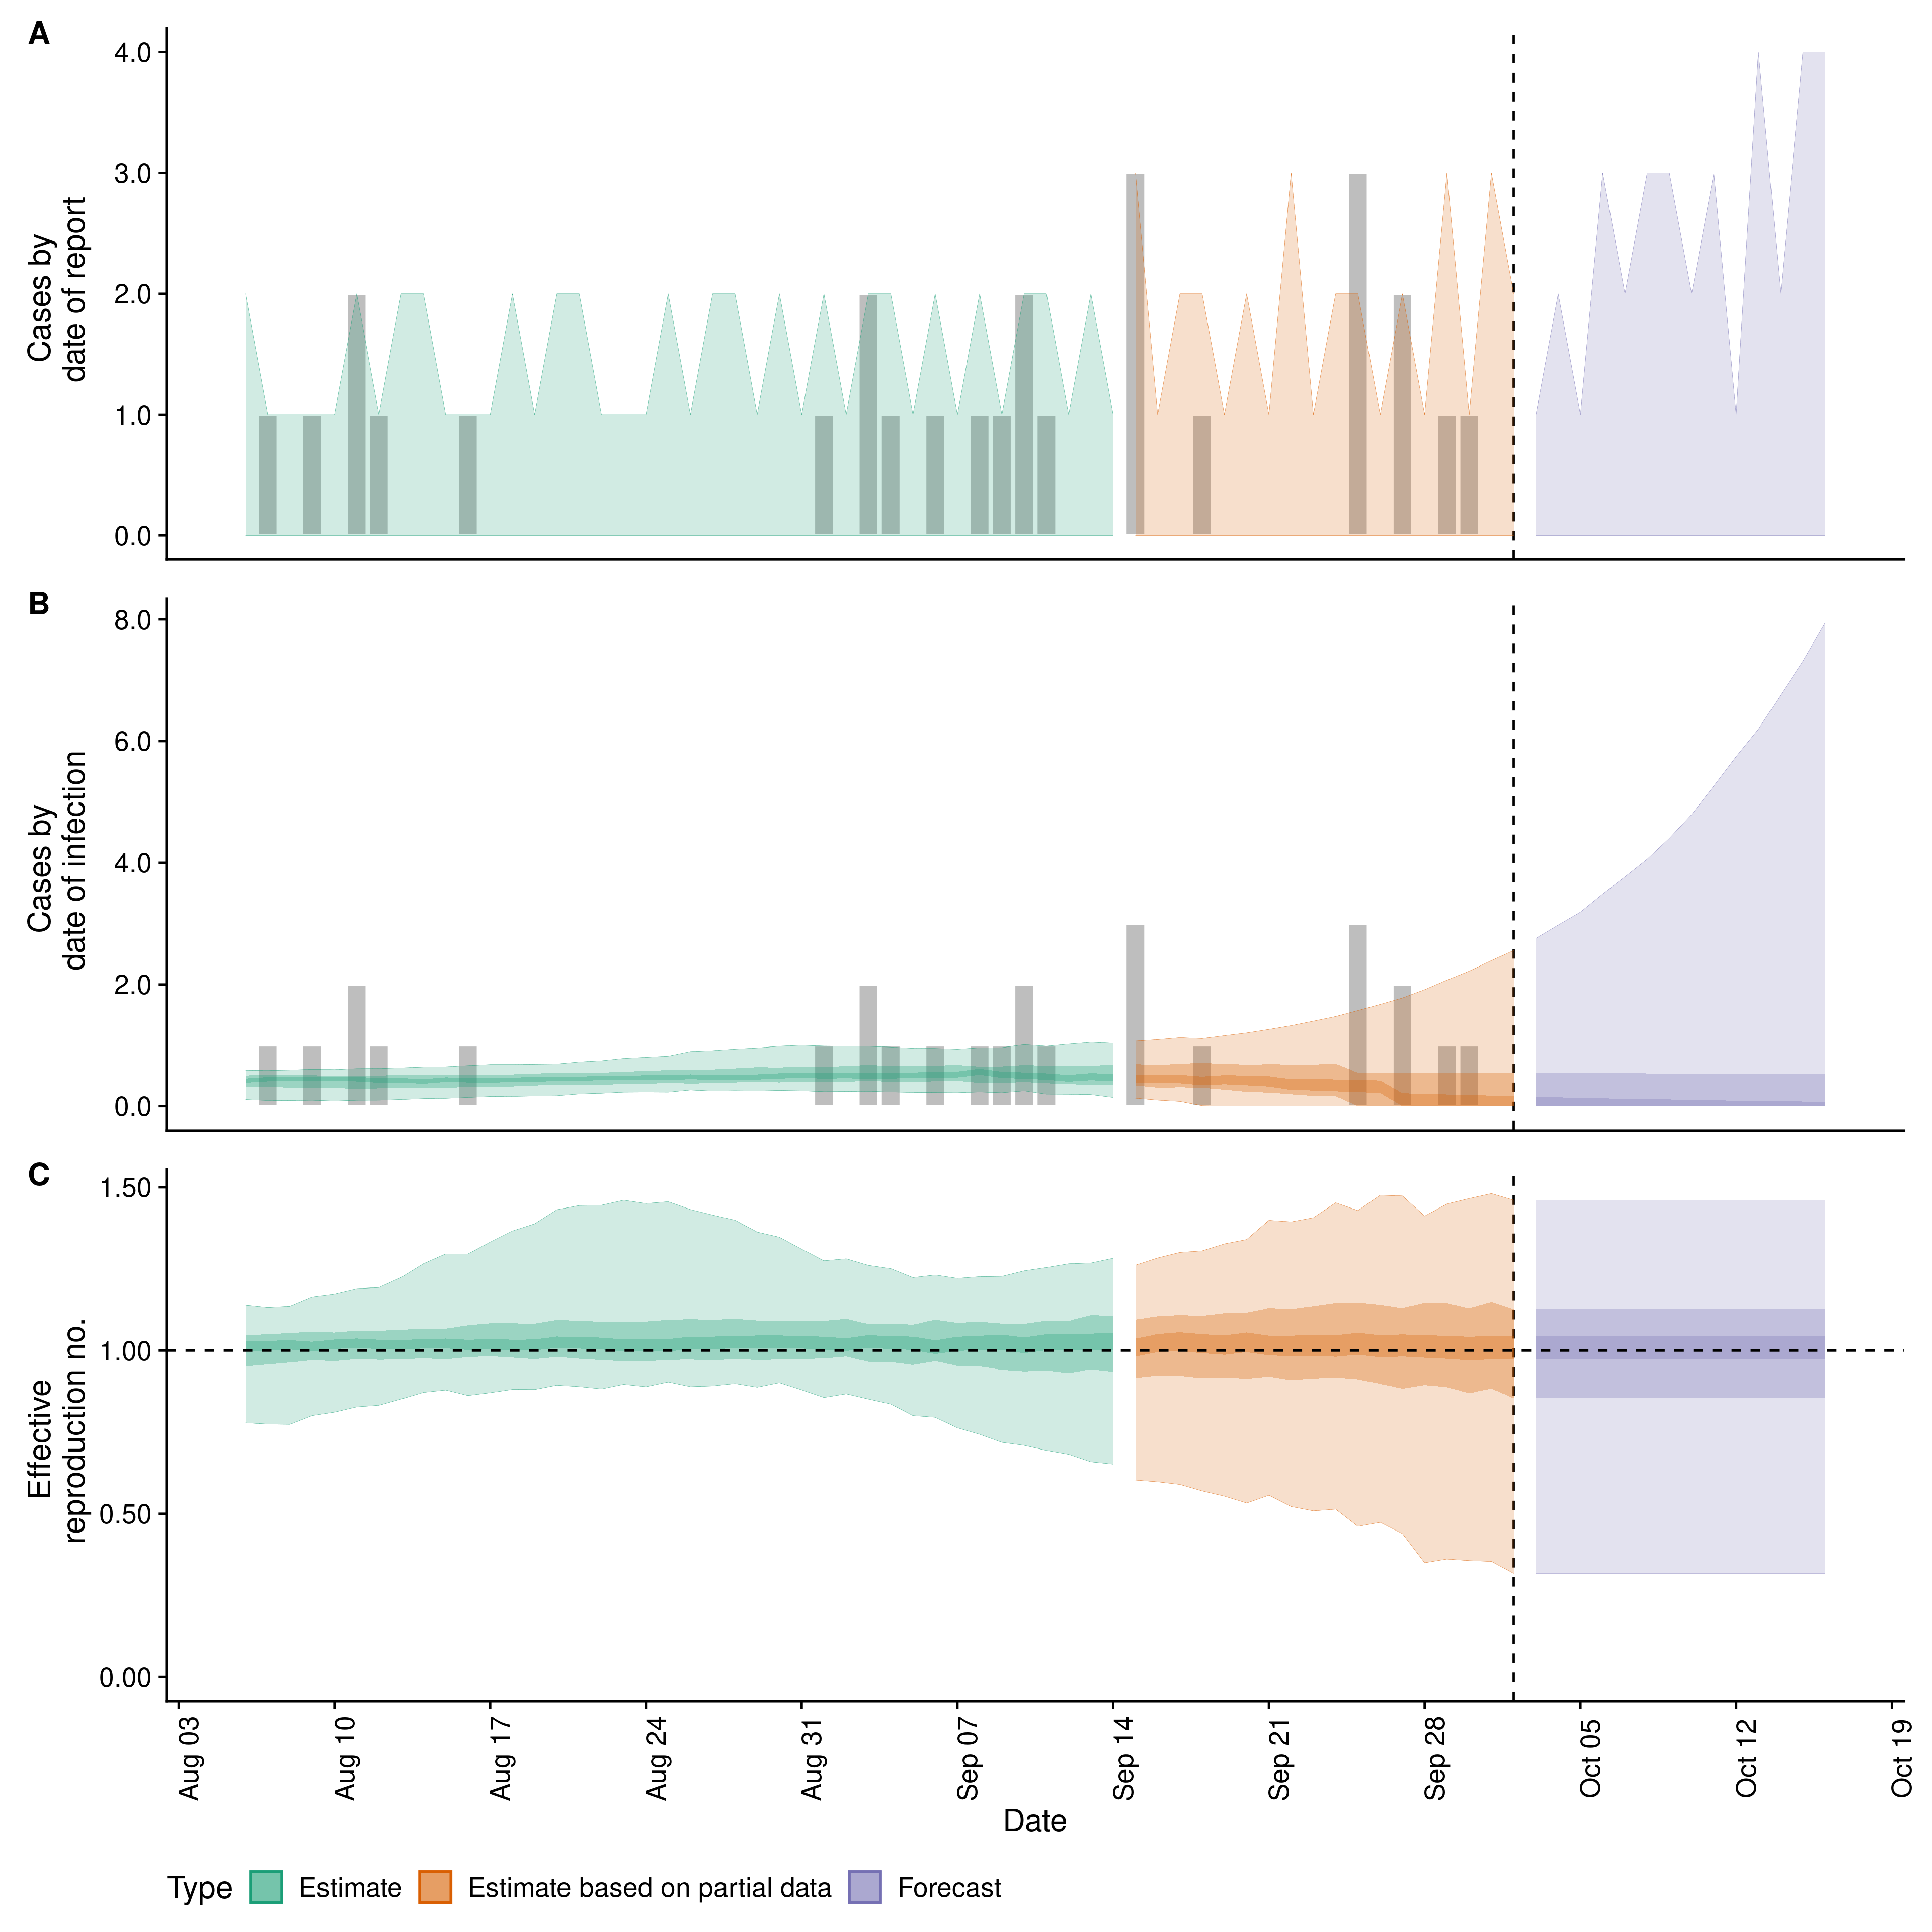 A
4.0
3.0
2.0
1.0
0.0
Cases by
date of report
B
8.0
6.0
4.0
2.0
0.0
Cases by
date of infection
C
1.50
1.00
0.50
0.00
Effective
reproduction no.
Aug 03
Aug 10
Aug 17
Aug 24
Aug 31
Sep 07
Sep 14
Sep 21
Sep 28
Oct 05
Oct 12
Oct 19
Date
Type Estimate Estimate based on partial data Forecast